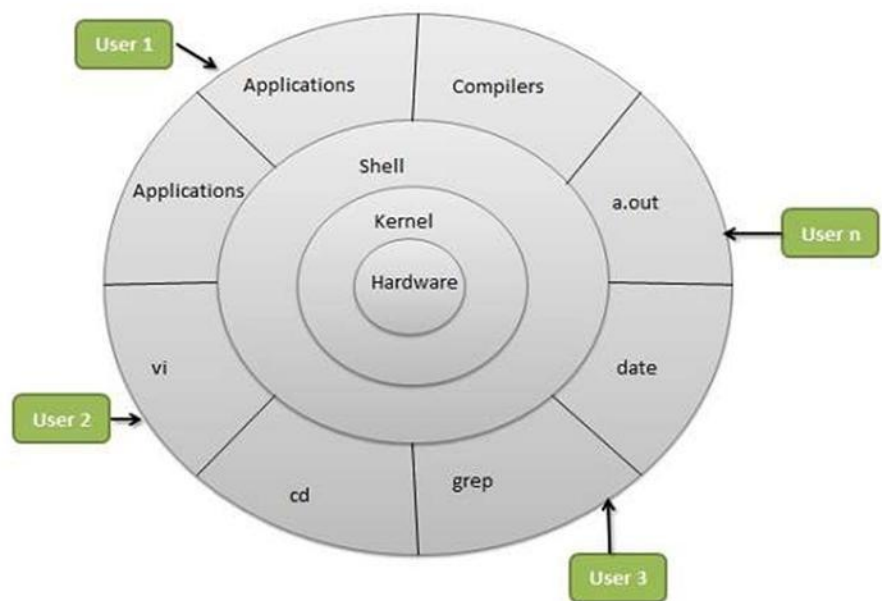 User 1
Applications
Compilers
Shell
Applications
a.out
Kernel
User n
Hardware
vi
date
User 2
cd
grep
User 3